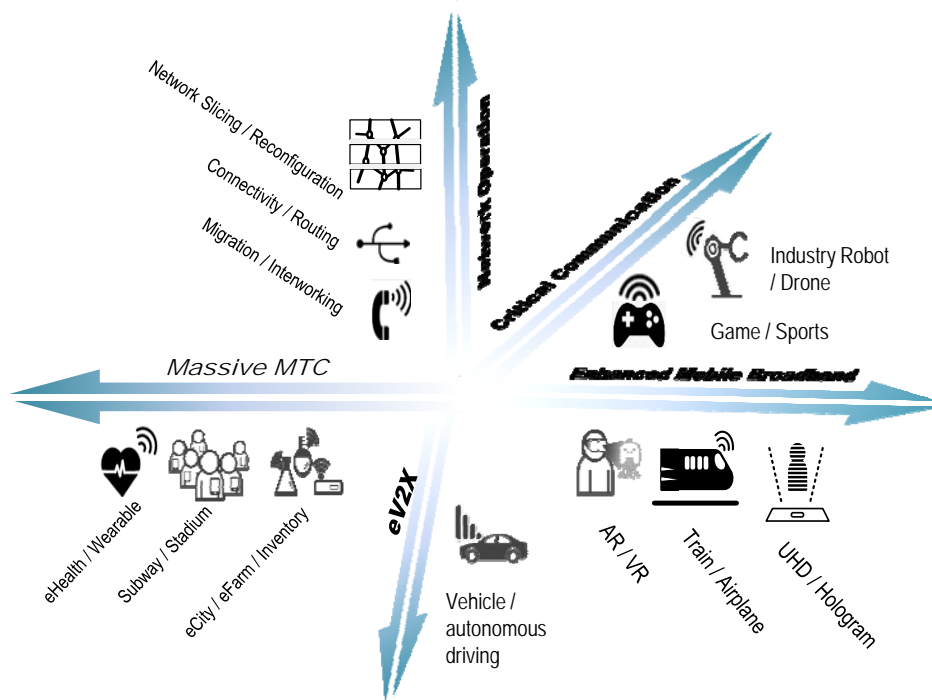 Network Slicing / Reconfiguration
Connectivity / Routing
Migration / Interworking
Network Operation
Critical Communication
Industry Robot
/ Drone
Game / Sports
Massive MTC
Enhanced Mobile Broadband
eHealth / Wearable
Subway / Stadium
eCity / eFarm / Inventory
eV2X
Vehicle /
autonomous
driving
AR / VR
Train / Airplane
UHD / Hologram